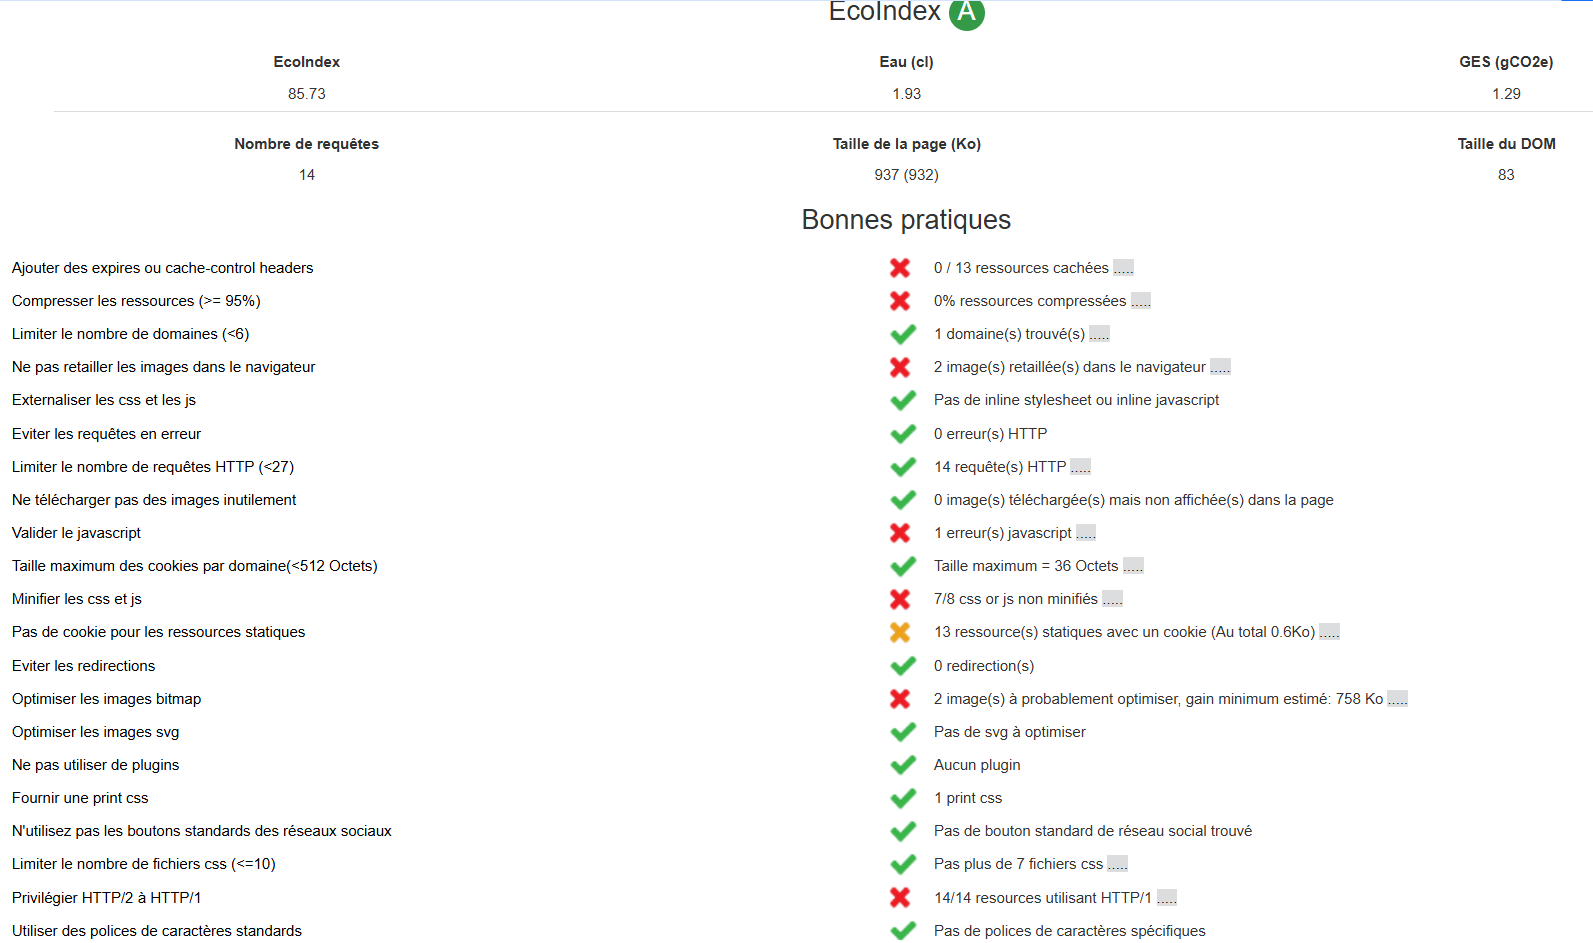 EcoIndex A
EcoIndex Eau (cl) GES (gCO2e)
85.73 1.93 1.29
Nombre de requêtes Taille de la page (Ko) Taille du DOM
14 937 (932) 83
Bonnes pratiques
Ajouter des expires ou cache-control headers 0 / 13 ressources cachées .....
Compresser les ressources (>= 95%) 0% ressources compressées .....
Limiter le nombre de domaines (<6) 1 domaine(s) trouvé(s) .....
Ne pas retailler les images dans le navigateur 2 image(s) retaillée(s) dans le navigateur .....
Externaliser les css et les js Pas de inline stylesheet ou inline javascript
Eviter les requêtes en erreur 0 erreur(s) HTTP
Limiter le nombre de requêtes HTTP (<27) 14 requête(s) HTTP .....
Ne télécharger pas des images inutilement 0 image(s) téléchargée(s) mais non affichée(s) dans la page
Valider le javascript 1 erreur(s) javascript .....
Taille maximum des cookies par domaine(<512 Octets) Taille maximum = 36 Octets .....
Minifier les css et js 7/8 css or js non minifiés .....
Pas de cookie pour les ressources statiques 13 ressource(s) statiques avec un cookie (Au total 0.6Ko) .....
Eviter les redirections 0 redirection(s)
Optimiser les images bitmap 2 image(s) à probablement optimiser, gain minimum estimé: 758 Ko .....
Optimiser les images svg Pas de svg à optimiser
Ne pas utiliser de plugins Aucun plugin
Fournir une print css 1 print css
N'utilisez pas les boutons standards des réseaux sociaux Pas de bouton standard de réseau social trouvé
Limiter le nombre de fichiers css (<=10) Pas plus de 7 fichiers css .....
Privilégier HTTP/2 à HTTP/1 14/14 resources utilisant HTTP/1 .....
Utiliser des polices de caractères standards Pas de polices de caractères spécifiques